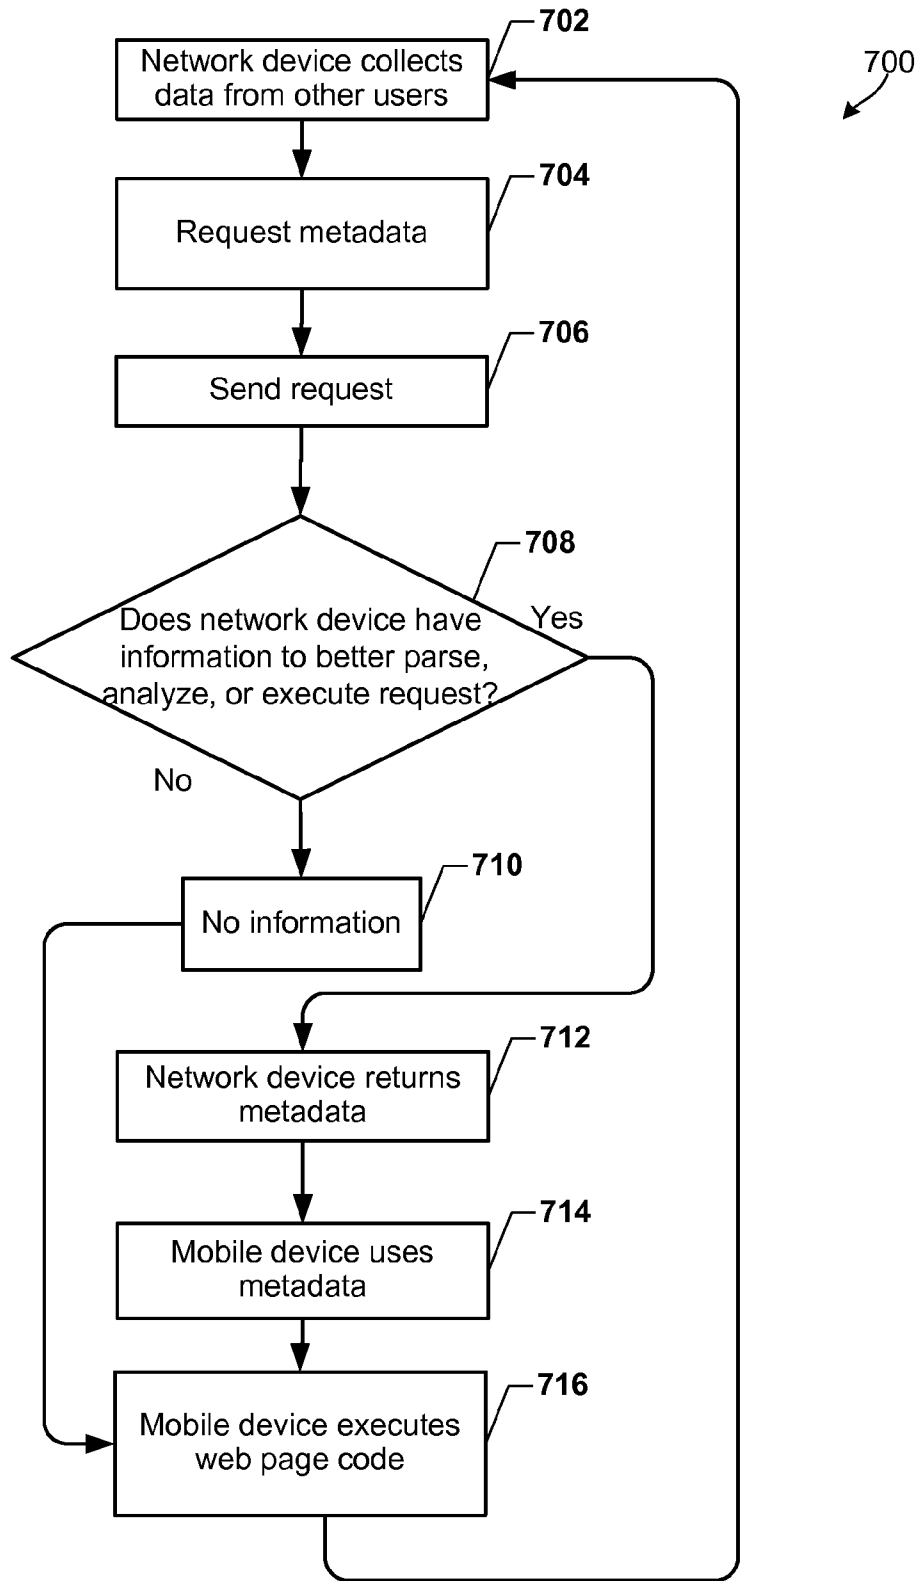 702
700
Network device collects
data from other users
704
Request metadata
706
Send request
708
Yes
Does network device have
information to better parse,
analyze, or execute request?
No
710
No information
712
Network device returns
metadata
714
Mobile device uses
metadata
716
Mobile device executes
web page code